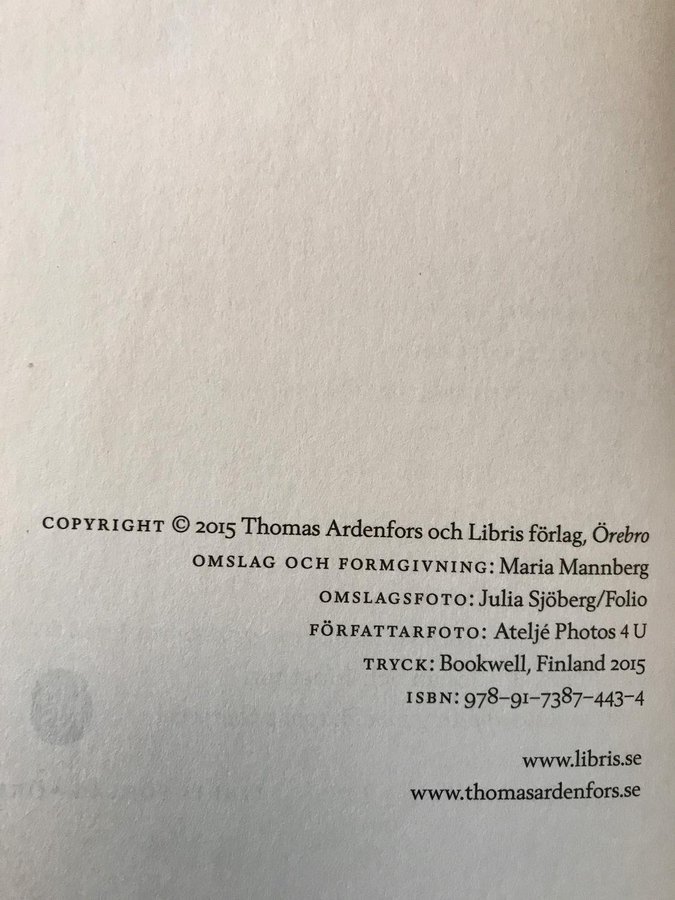 COPYRIGHT © 2015 Thomas Ardenfors och Libris förlag, Örebro
OMSLAG OCH FORMGIVNING: Maria Mannberg
OMSLAGSFOTO: Julia Sjöberg/Folio
FÖRFATTARFOTO: Ateljé Photos 4 U
TRYCK: Bookwell, Finland 2015
ISBN: 978–91–7387–443–4
www.libris.se
www.thomasardenfors.se